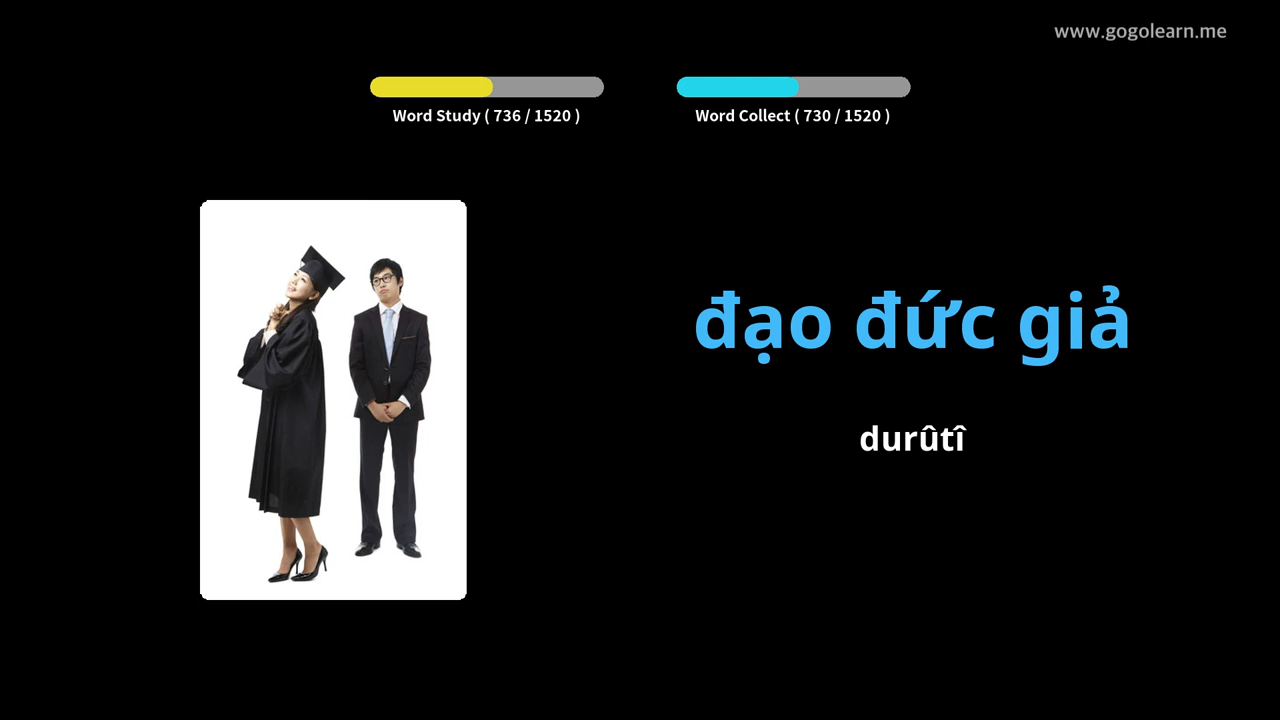 www.gogolearn.me
Word Study ( 736 / 1520 )
Word Collect ( 730 / 1520 )
đạo đức giả
durûtî